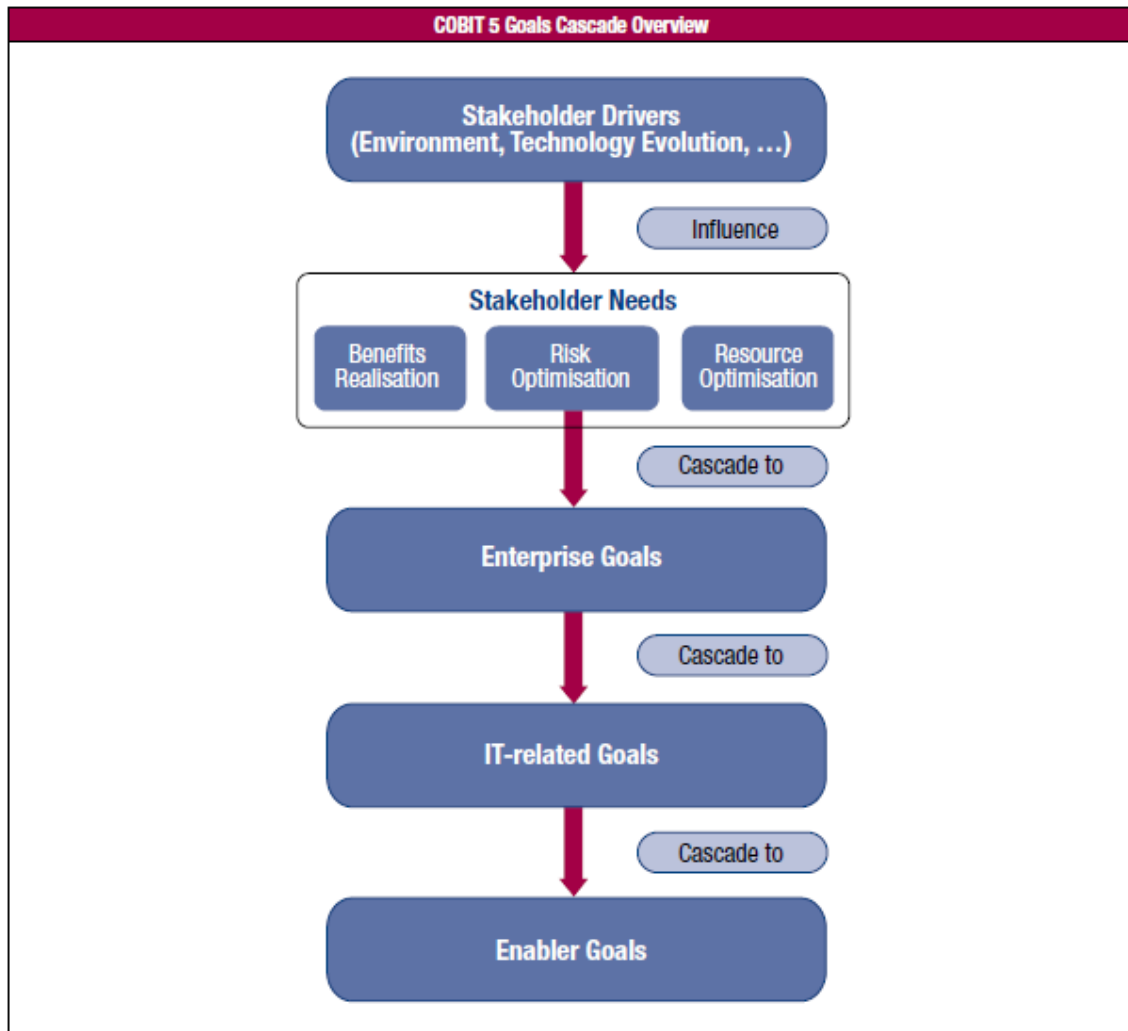 COBIT 5 Goals Cascade Overview
Stakeholder Drivers
(Environment, Technology Evolution, …)
Influence
Stakeholder Needs
Benefits
Realisation
Risk
Optimisation
Resource
Optimisation
Cascade to
Enterprise Goals
Cascade to
IT-related Goals
Cascade to
Enabler Goals